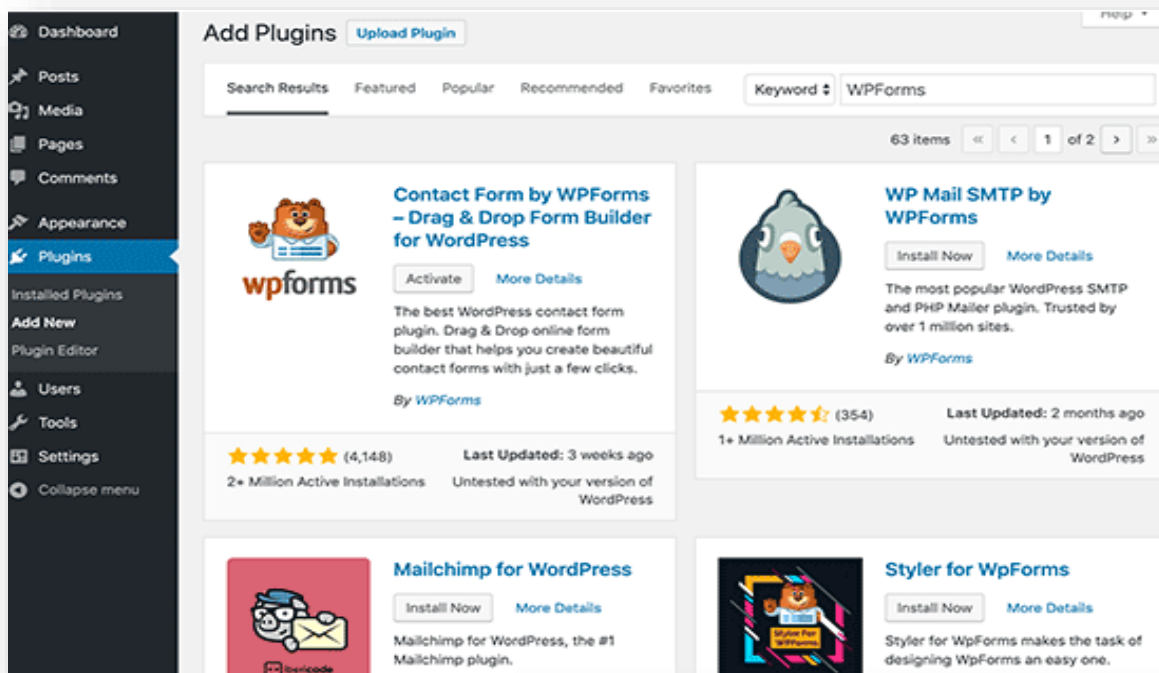 Help
Dashboard
Posts
Media
Pages
Comments
Appearance
Plugins
Installed Plugins
Add New
Plugin Editor
Users
Tools
Settings
Collapse menu
Add Plugins Upload Plugin
Search Results Featured Popular Recommended Favorites Keyword WPForms
63 items « ‹ 1 of 2 › »
wpforms
Contact Form by WPForms
– Drag & Drop Form Builder
for WordPress
Activate More Details
The best WordPress contact form
plugin. Drag & Drop online form
builder that helps you create beautiful
contact forms with just a few clicks.
By WPForms
(4,148) Last Updated: 3 weeks ago
2+ Million Active Installations Untested with your version of
WordPress
WP Mail SMTP by
WPForms
Install Now More Details
The most popular WordPress SMTP
and PHP Mailer plugin. Trusted by
over 1 million sites.
By WPForms
(354) Last Updated: 2 months ago
1+ Million Active Installations Untested with your version of
WordPress
ibericode
Mailchimp for WordPress
Install Now More Details
Mailchimp for WordPress, the #1
Mailchimp plugin.
Styler For
WPForms
Styler for WpForms
Install Now More Details
Styler for WpForms makes the task of
designing WpForms an easy one.